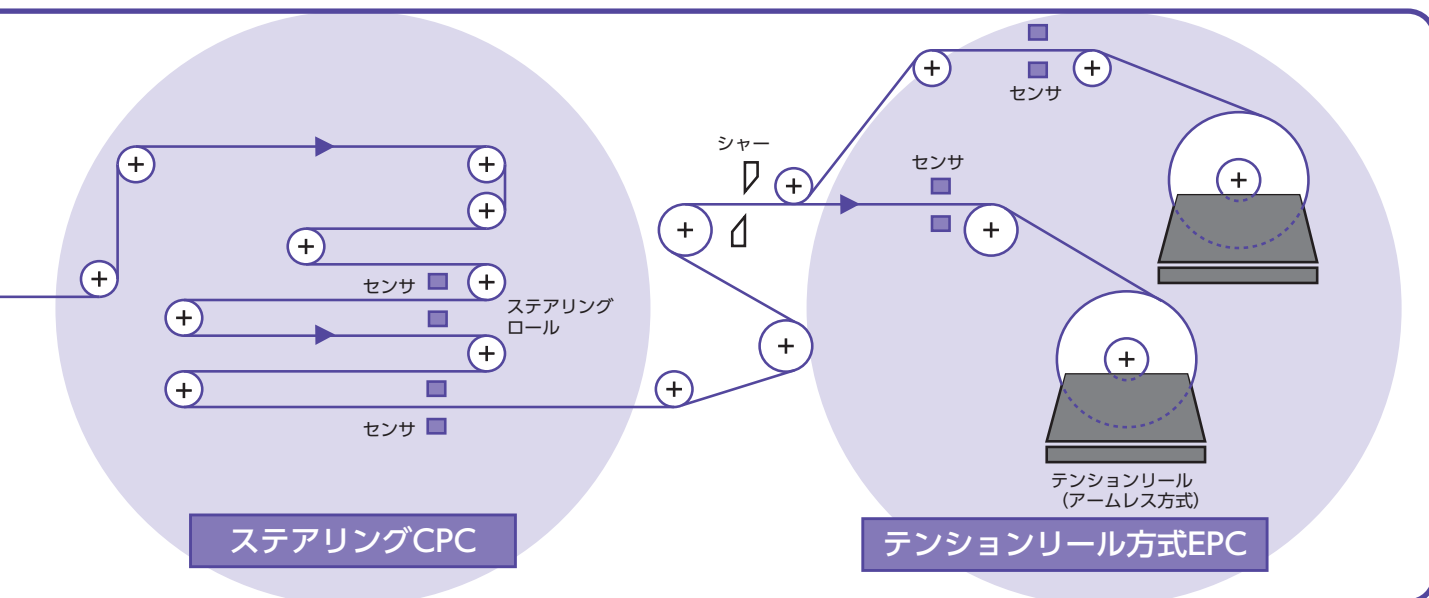 センサ
シャー
センサ
センサ
ステアリング
ロール
センサ
テンションリール
（アームレス方式）
ステアリングCPC
テンションリール方式EPC